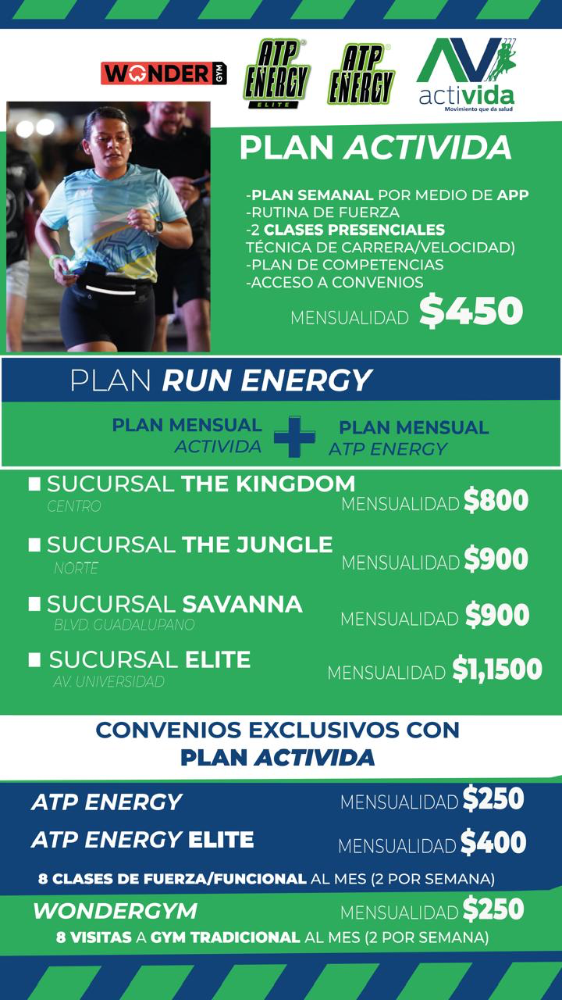 WONDER GYM
ATP ENERGY ELITE
ATP ENERGY
activida
Movimiento que da salud
PLAN ACTIVIDA
-PLAN SEMANAL POR MEDIO DE APP
-RUTINA DE FUERZA
-2 CLASES PRESENCIALES
TÉCNICA DE CARRERA/VELOCIDAD)
-PLAN DE COMPETENCIAS
-ACCESO A CONVENIOS
MENSUALIDAD $450
PLAN RUN ENERGY
PLAN MENSUAL + PLAN MENSUAL
ACTIVIDA ATP ENERGY
SUCURSAL THE KINGDOM
CENTRO MENSUALIDAD $800
SUCURSAL THE JUNGLE
NORTE MENSUALIDAD $900
SUCURSAL SAVANNA
BLVD. GUADALUPANO MENSUALIDAD $900
SUCURSAL ELITE
AV. UNIVERSIDAD MENSUALIDAD $1,1500
CONVENIOS EXCLUSIVOS CON
PLAN ACTIVIDA
ATP ENERGY MENSUALIDAD $250
ATP ENERGY ELITE MENSUALIDAD $400
8 CLASES DE FUERZA/FUNCIONAL AL MES (2 POR SEMANA)
WONDERGYM MENSUALIDAD $250
8 VISITAS A GYM TRADICIONAL AL MES (2 POR SEMANA)